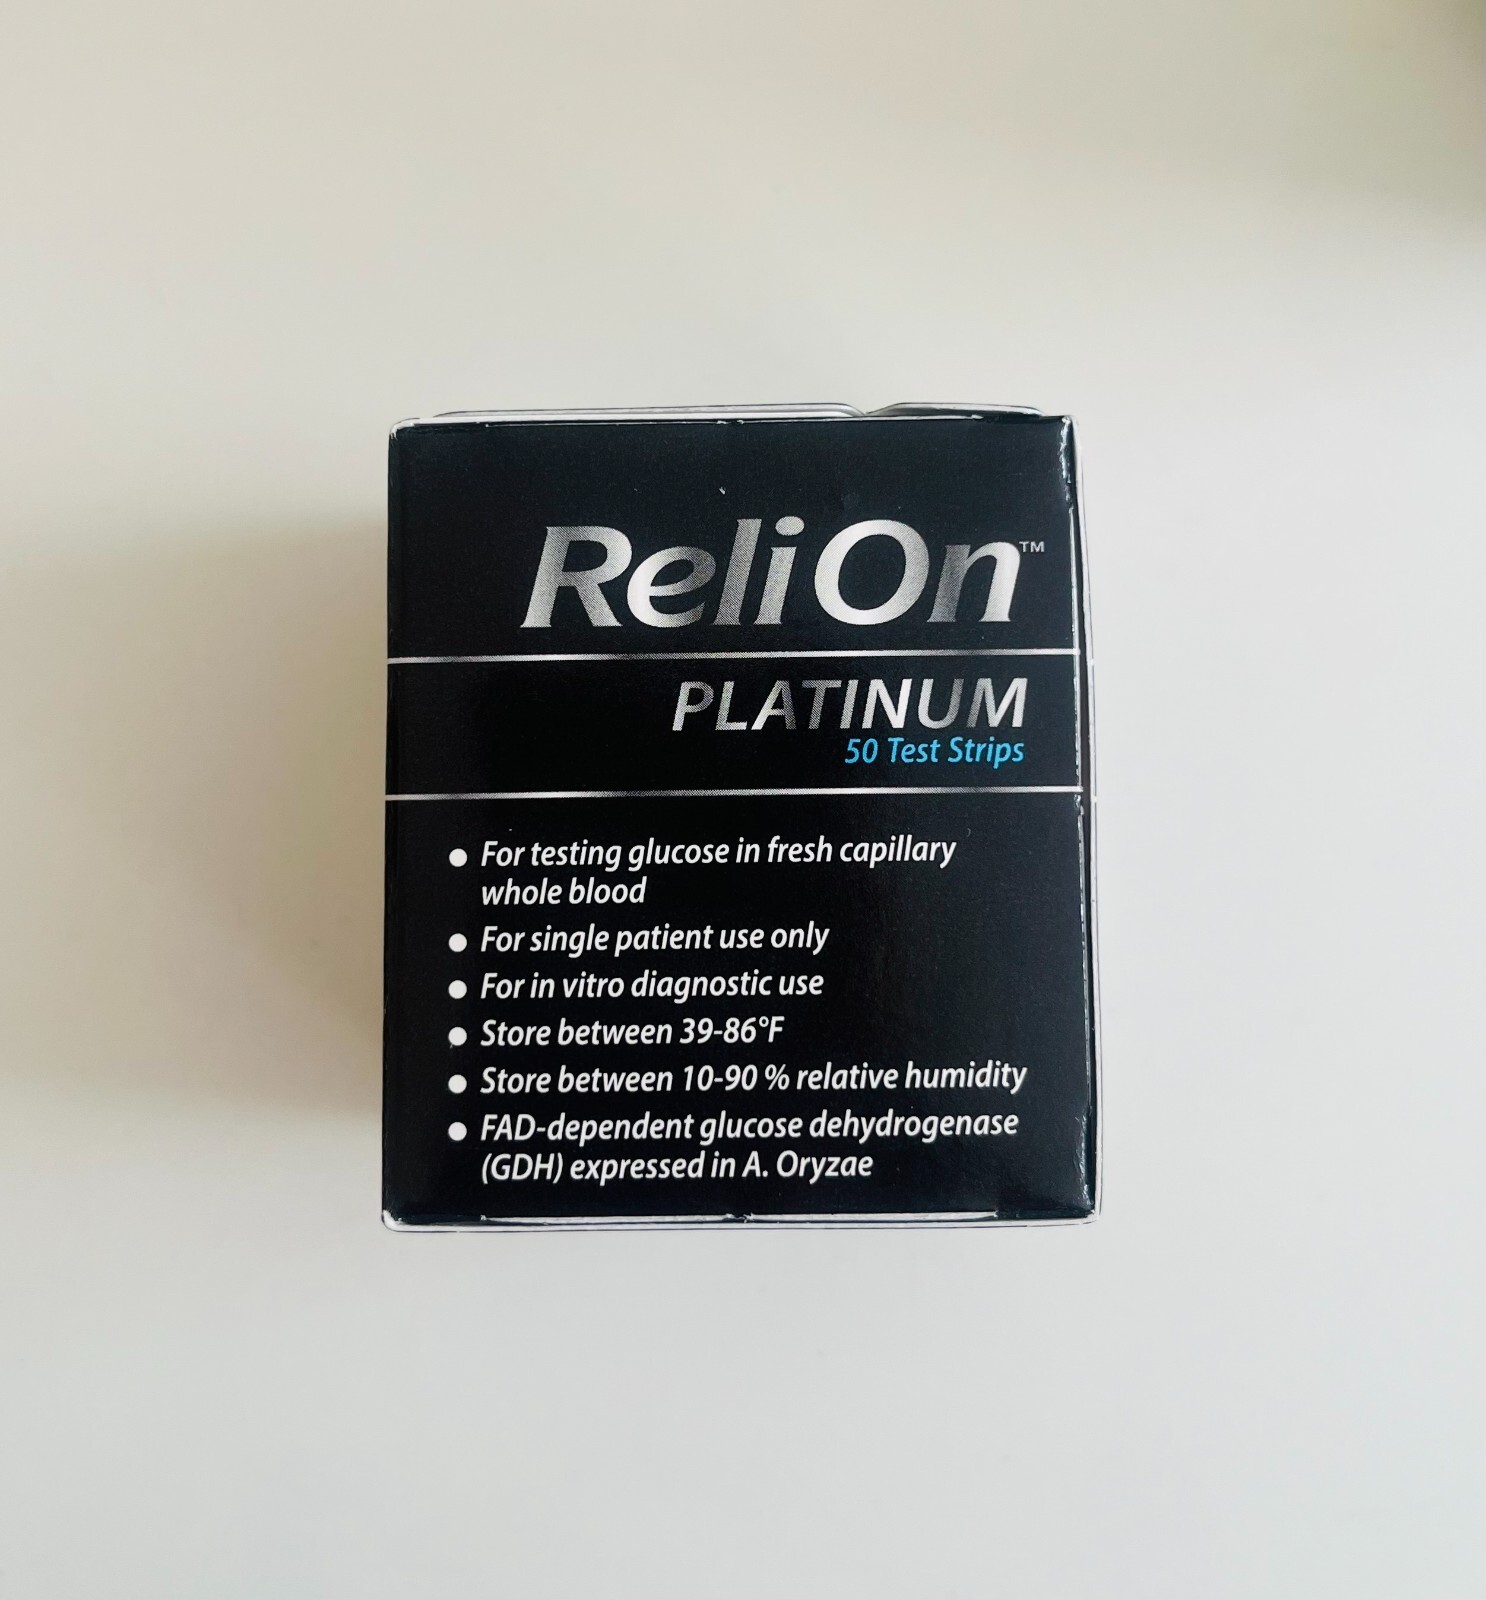 ReliOn™
PLATINUM
50 Test Strips
● For testing glucose in fresh capillary
whole blood
● For single patient use only
● For in vitro diagnostic use
● Store between 39-86°F
● Store between 10-90 % relative humidity
● FAD-dependent glucose dehydrogenase
(GDH) expressed in A. Oryzae